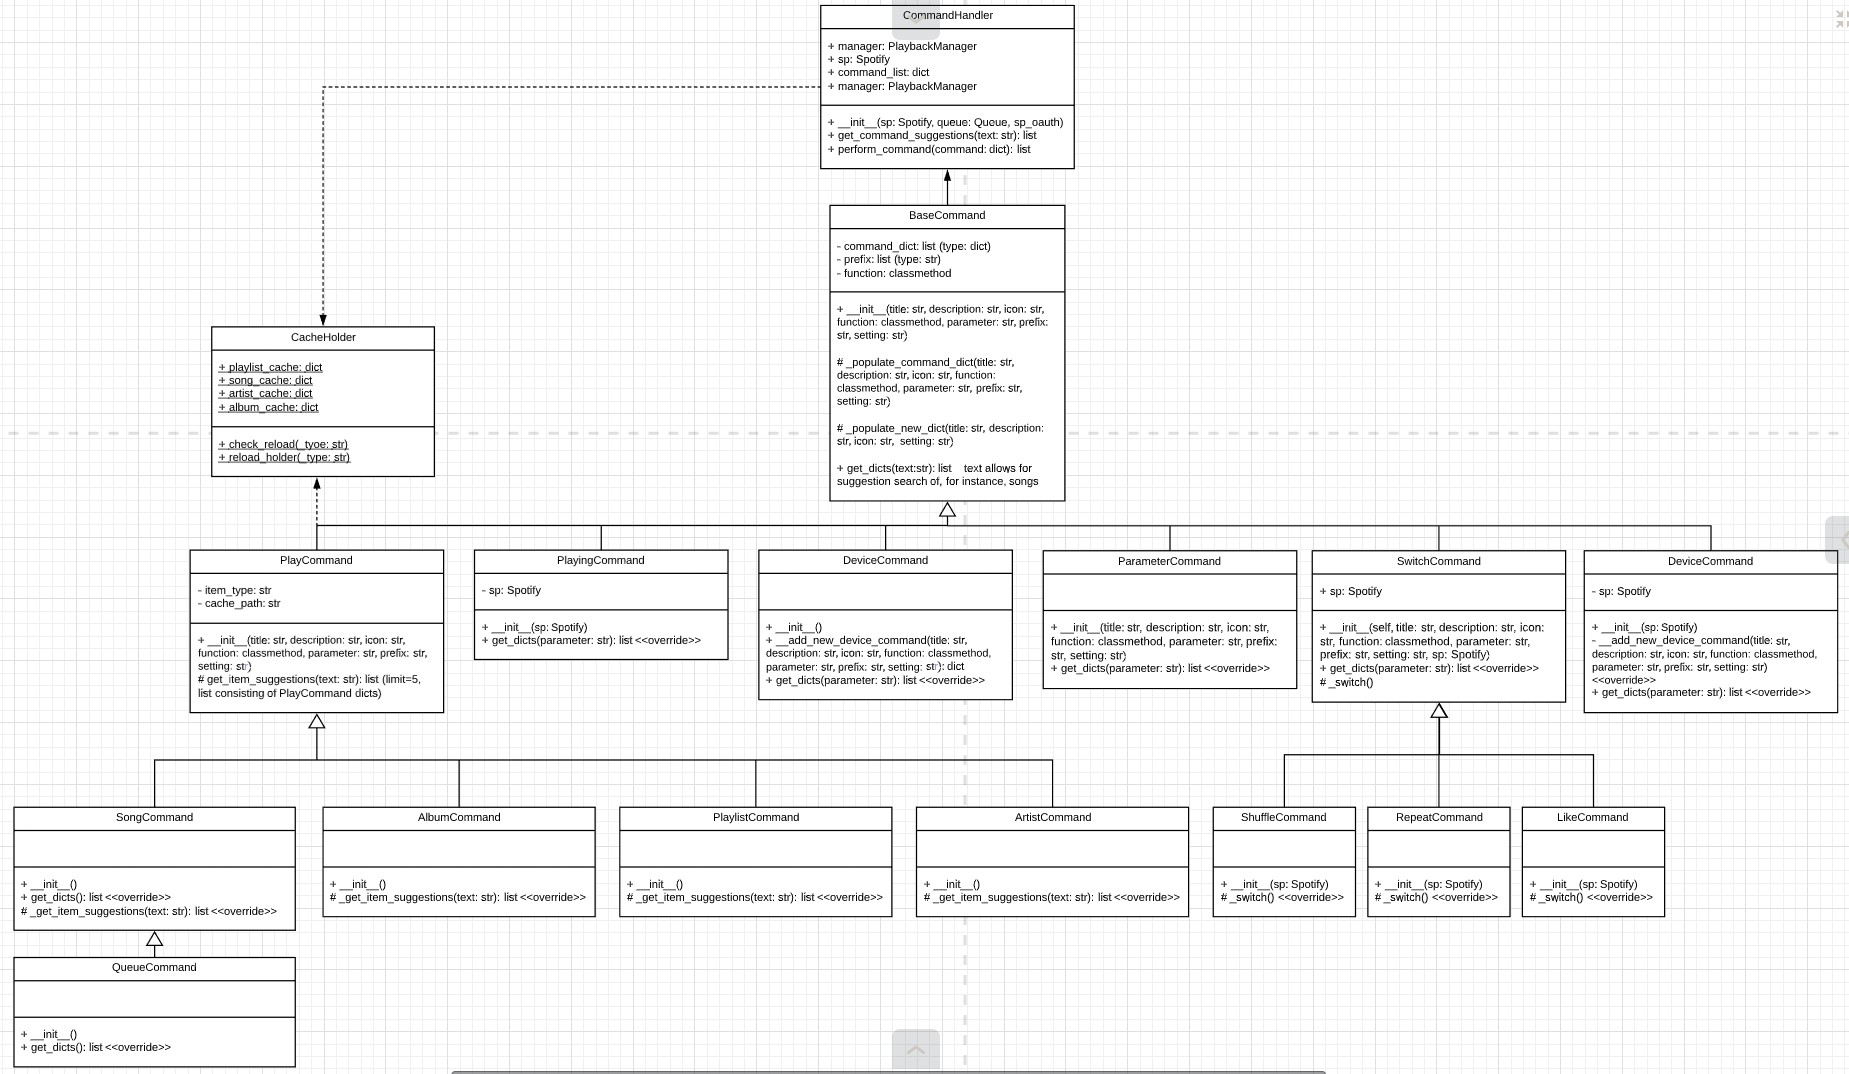 CommandHandler
+ manager: PlaybackManager
+ sp: Spotify
+ command_list: dict
+ manager: PlaybackManager
+ __init__(sp: Spotify, queue: Queue, sp_oauth)
+ get_command_suggestions(text: str): list
+ perform_command(command: dict): list
BaseCommand
- command_dict: list (type: dict)
- prefix: list (type: str)
- function: classmethod
+ __init__(title: str, description: str, icon: str,
function: classmethod, parameter: str, prefix:
str, setting: str)
# _populate_command_dict(title: str,
description: str, icon: str, function:
classmethod, parameter: str, prefix: str,
setting: str)
# _populate_new_dict(title: str, description:
str, icon: str, setting: str)
+ get_dicts(text:str): list text allows for
suggestion search of, for instance, songs
CacheHolder
+ playlist_cache: dict
+ song_cache: dict
+ artist_cache: dict
+ album_cache: dict
+ check_reload(_tyoe: str)
+ reload_holder(_type: str)
PlayCommand
- item_type: str
- cache_path: str
+ __init__(title: str, description: str, icon: str,
function: classmethod, parameter: str, prefix: str,
setting: str)
# get_item_suggestions(text: str): list (limit=5,
list consisting of PlayCommand dicts)
PlayingCommand
- sp: Spotify
+ __init__(sp: Spotify)
+ get_dicts(parameter: str): list <<override>>
DeviceCommand
+ __init__()
+ __add_new_device_command(title: str,
description: str, icon: str, function: classmethod,
parameter: str, prefix: str, setting: str): dict
+ get_dicts(parameter: str): list <<override>>
ParameterCommand
+ __init__(title: str, description: str, icon: str,
function: classmethod, parameter: str, prefix:
str, setting: str)
+ get_dicts(parameter: str): list <<override>>
SwitchCommand
+ sp: Spotify
+ __init__(self, title: str, description: str, icon:
str, function: classmethod, parameter: str,
prefix: str, setting: str, sp: Spotify)
+ get_dicts(parameter: str): list <<override>>
# _switch()
DeviceCommand
- sp: Spotify
+ __init__(sp: Spotify)
- __add_new_device_command(title: str,
description: str, icon: str, function: classmethod,
parameter: str, prefix: str, setting: str)
<<override>>
+ get_dicts(parameter: str): list <<override>>
SongCommand
+ __init__()
+ get_dicts(): list <<override>>
# _get_item_suggestions(text: str): list <<override>>
AlbumCommand
+ __init__()
# _get_item_suggestions(text: str): list <<override>>
PlaylistCommand
+ __init__()
# _get_item_suggestions(text: str): list <<override>>
ArtistCommand
+ __init__()
# _get_item_suggestions(text: str): list <<override>>
ShuffleCommand
+ __init__(sp: Spotify)
# _switch() <<override>>
RepeatCommand
+ __init__(sp: Spotify)
# _switch() <<override>>
LikeCommand
+ __init__(sp: Spotify)
# _switch() <<override>>
QueueCommand
+ __init__()
+ get_dicts(): list <<override>>